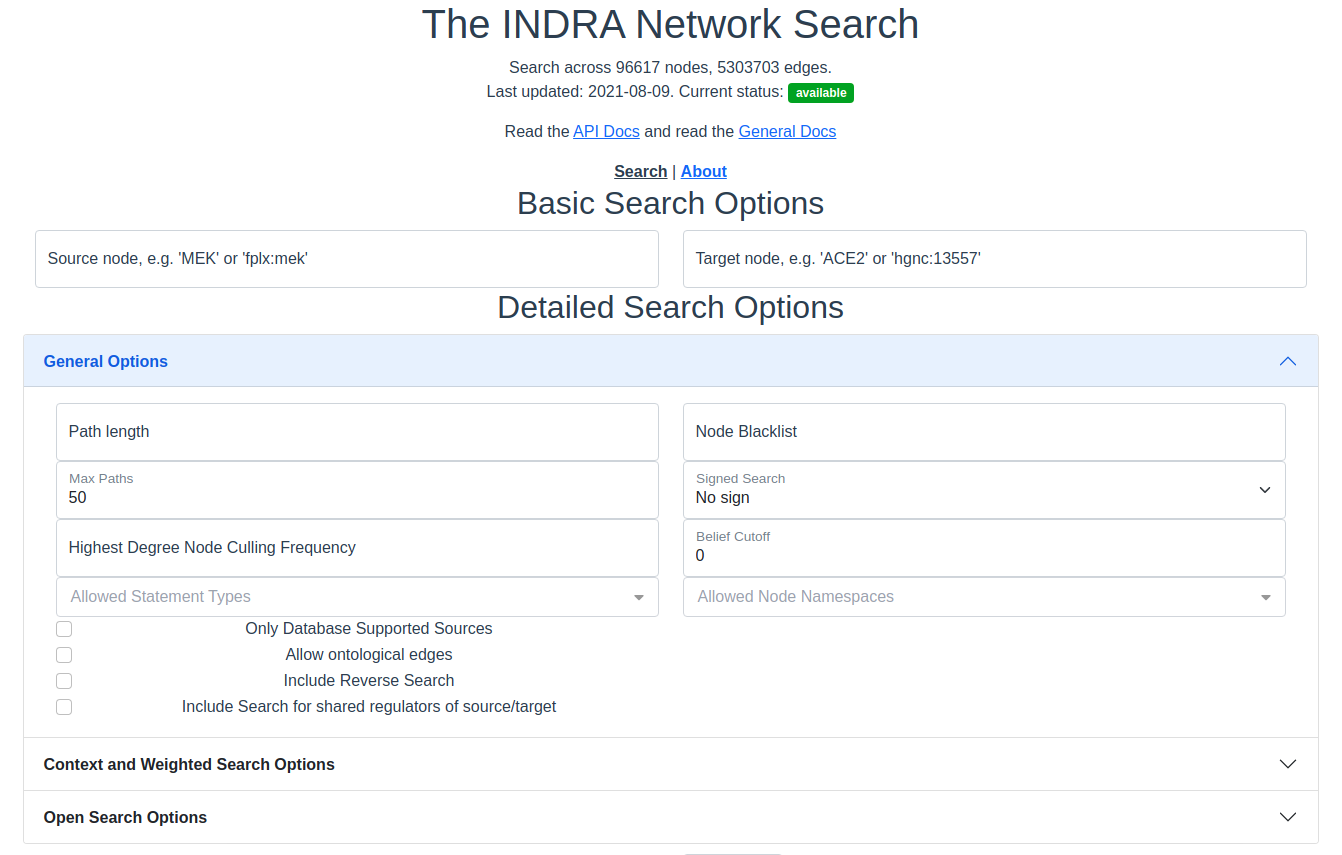 The INDRA Network Search
Search across 96617 nodes, 5303703 edges.
Last updated: 2021-08-09. Current status: available
Read the API Docs and read the General Docs
Search | About
Basic Search Options
Source node, e.g. 'MEK' or 'fplx:mek'
Target node, e.g. 'ACE2' or 'hgnc:13557'
Detailed Search Options
General Options
Path length
Node Blacklist
Max Paths
50
Signed Search
No sign
Highest Degree Node Culling Frequency
Belief Cutoff
0
Allowed Statement Types
Allowed Node Namespaces
Only Database Supported Sources
Allow ontological edges
Include Reverse Search
Include Search for shared regulators of source/target
Context and Weighted Search Options
Open Search Options